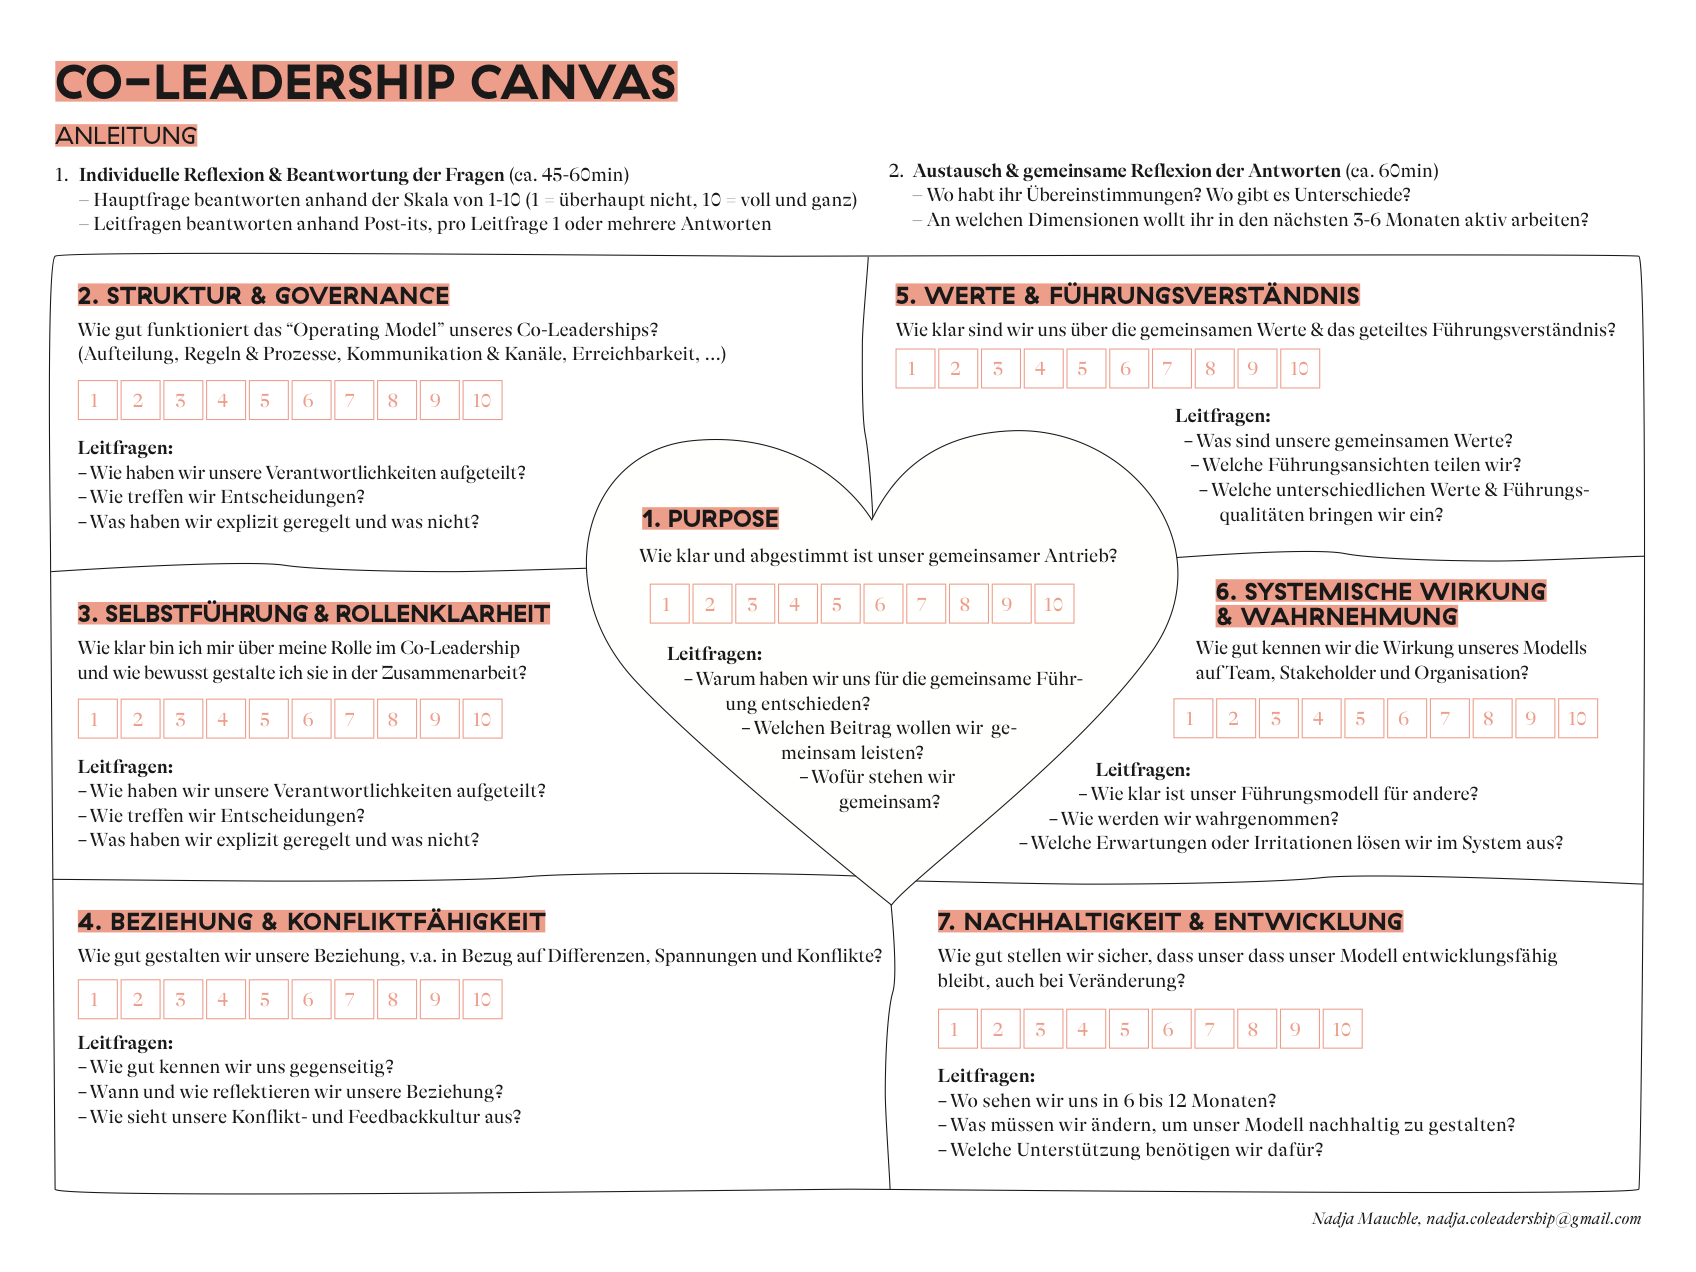 CO-LEADERSHIP CANVAS
ANLEITUNG
1. Individuelle Reflexion & Beantwortung der Fragen (ca. 45-60min)
– Hauptfrage beantworten anhand der Skala von 1-10 (1 = überhaupt nicht, 10 = voll und ganz)
– Leitfragen beantworten anhand Post-its, pro Leitfrage 1 oder mehrere Antworten
2. Austausch & gemeinsame Reflexion der Antworten (ca. 60min)
– Wo habt ihr Übereinstimmungen? Wo gibt es Unterschiede?
– An welchen Dimensionen wollt ihr in den nächsten 3-6 Monaten aktiv arbeiten?
1. PURPOSE
Wie klar und abgestimmt ist unser gemeinsamer Antrieb?
1 2 3 4 5 6 7 8 9 10
Leitfragen:
– Warum haben wir uns für die gemeinsame Führ-
ung entschieden?
– Welchen Beitrag wollen wir ge-
meinsam leisten?
– Wofür stehen wir
gemeinsam?
2. STRUKTUR & GOVERNANCE
Wie gut funktioniert das “Operating Model” unseres Co-Leaderships?
(Aufteilung, Regeln & Prozesse, Kommunikation & Kanäle, Erreichbarkeit, ...)
1 2 3 4 5 6 7 8 9 10
Leitfragen:
– Wie haben wir unsere Verantwortlichkeiten aufgeteilt?
– Wie treffen wir Entscheidungen?
– Was haben wir explizit geregelt und was nicht?
3. SELBSTFÜHRUNG & ROLLENKLARHEIT
Wie klar bin ich mir über meine Rolle im Co-Leadership
und wie bewusst gestalte ich sie in der Zusammenarbeit?
1 2 3 4 5 6 7 8 9 10
Leitfragen:
– Wie haben wir unsere Verantwortlichkeiten aufgeteilt?
– Wie treffen wir Entscheidungen?
– Was haben wir explizit geregelt und was nicht?
4. BEZIEHUNG & KONFLIKTFÄHIGKEIT
Wie gut gestalten wir unsere Beziehung, v.a. in Bezug auf Differenzen, Spannungen und Konflikte?
1 2 3 4 5 6 7 8 9 10
Leitfragen:
– Wie gut kennen wir uns gegenseitig?
– Wann und wie reflektieren wir unsere Beziehung?
– Wie sieht unsere Konflikt- und Feedbackkultur aus?
5. WERTE & FÜHRUNGSVERSTÄNDNIS
Wie klar sind wir uns über die gemeinsamen Werte & das geteiltes Führungsverständnis?
1 2 3 4 5 6 7 8 9 10
Leitfragen:
– Was sind unsere gemeinsamen Werte?
– Welche Führungsansichten teilen wir?
– Welche unterschiedlichen Werte & Führungs-
qualitäten bringen wir ein?
6. SYSTEMISCHE WIRKUNG
& WAHRNEHMUNG
Wie gut kennen wir die Wirkung unseres Modells
auf Team, Stakeholder und Organisation?
1 2 3 4 5 6 7 8 9 10
Leitfragen:
– Wie klar ist unser Führungsmodell für andere?
– Wie werden wir wahrgenommen?
– Welche Erwartungen oder Irritationen lösen wir im System aus?
7. NACHHALTIGKEIT & ENTWICKLUNG
Wie gut stellen wir sicher, dass unser dass unser Modell entwicklungsfähig
bleibt, auch bei Veränderung?
1 2 3 4 5 6 7 8 9 10
Leitfragen:
– Wo sehen wir uns in 6 bis 12 Monaten?
– Was müssen wir ändern, um unser Modell nachhaltig zu gestalten?
– Welche Unterstützung benötigen wir dafür?
Nadja Mauchle, nadja.coleadership@gmail.com